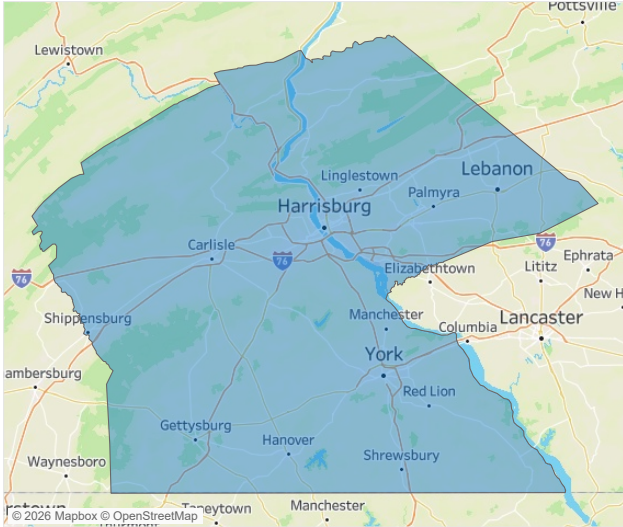 Pottsville
Lewistown
Linglestown
Lebanon
Palmyra
Harrisburg
Carlisle
76
76
76
Ephrata
Elizabethtown
Lititz
New H
Shippensburg
Manchester
Columbia
Lancaster
York
ambersburg
Red Lion
Gettysburg
Hanover
Shrewsbury
Waynesboro
Taneytown
Manchester
© 2026 Mapbox © OpenStreetMap